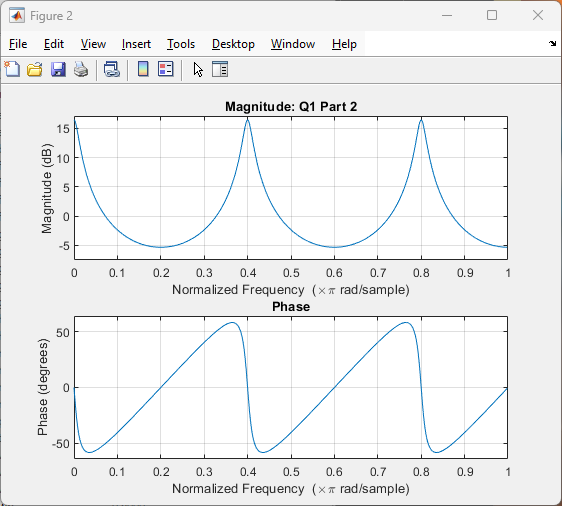 Figure 2
File Edit View Insert Tools Desktop Window Help
Magnitude: Q1 Part 2
Magnitude (dB)
15
10
5
0
-5
0 0.1 0.2 0.3 0.4 0.5 0.6 0.7 0.8 0.9 1
Normalized Frequency (×π rad/sample)
Phase
Phase (degrees)
50
0
-50
0 0.1 0.2 0.3 0.4 0.5 0.6 0.7 0.8 0.9 1
Normalized Frequency (×π rad/sample)